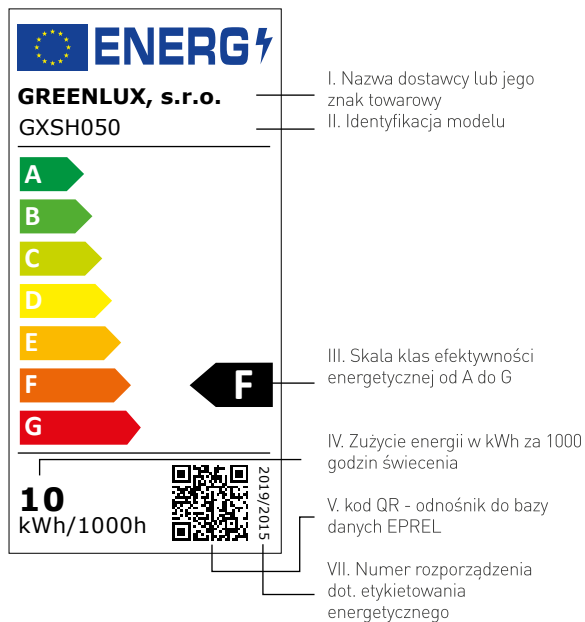 ENERG
GREENLUX, s.r.o.
GXSH050
A
B
C
D
E
F
G
F
10
kWh/1000h
2019/2015
I. Nazwa dostawcy lub jego
znak towarowy
II. Identyfikacja modelu
III. Skala klas efektywności
energetycznej od A do G
IV. Zużycie energii w kWh za 1000
godzin świecenia
V. kod QR - odnośnik do bazy
danych EPREL
VII. Numer rozporządzenia
dot. etykietowania
energetycznego